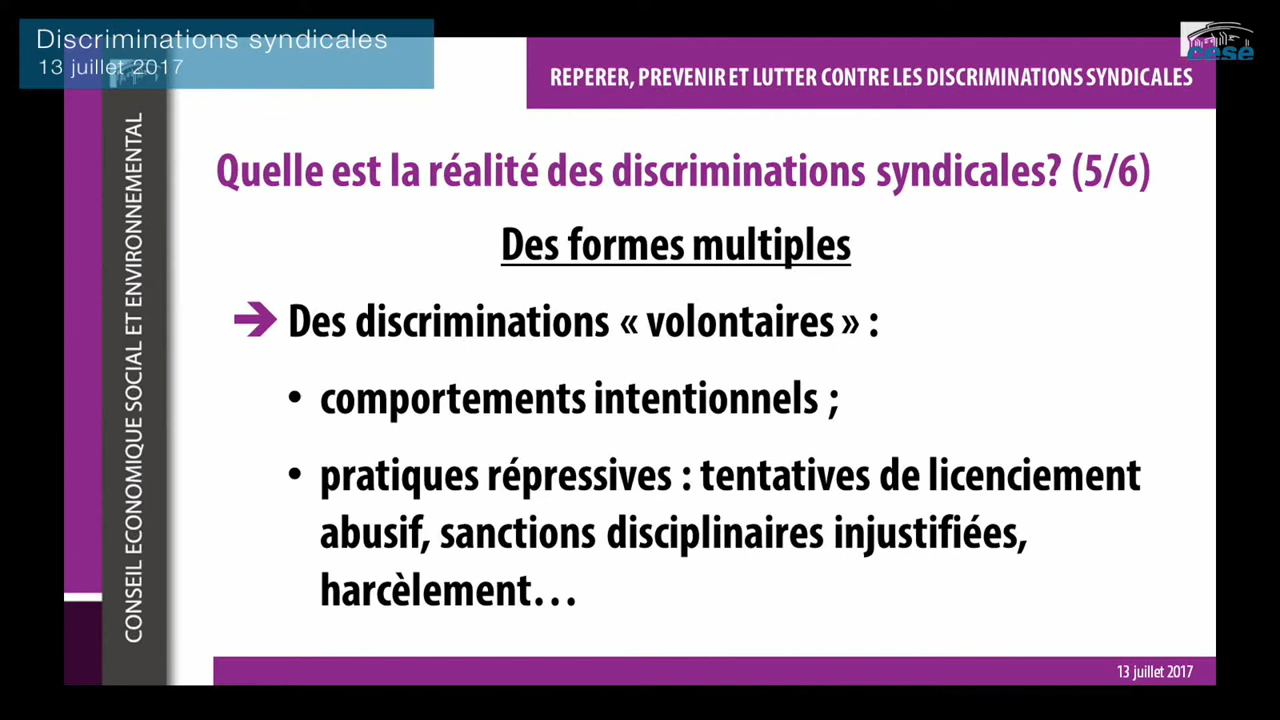 Discriminations syndicales
13 juillet 2017
cese
REPERER, PREVENIR ET LUTTER CONTRE LES DISCRIMINATIONS SYNDICALES
CONSEIL ECONOMIQUE SOCIAL ET ENVIRONNEMENTAL
Quelle est la réalité des discriminations syndicales? (5/6)
Des formes multiples
➔ Des discriminations « volontaires » :
• comportements intentionnels ;
• pratiques répressives : tentatives de licenciement
abusif, sanctions disciplinaires injustifiées,
harcèlement…
13 juillet 2017